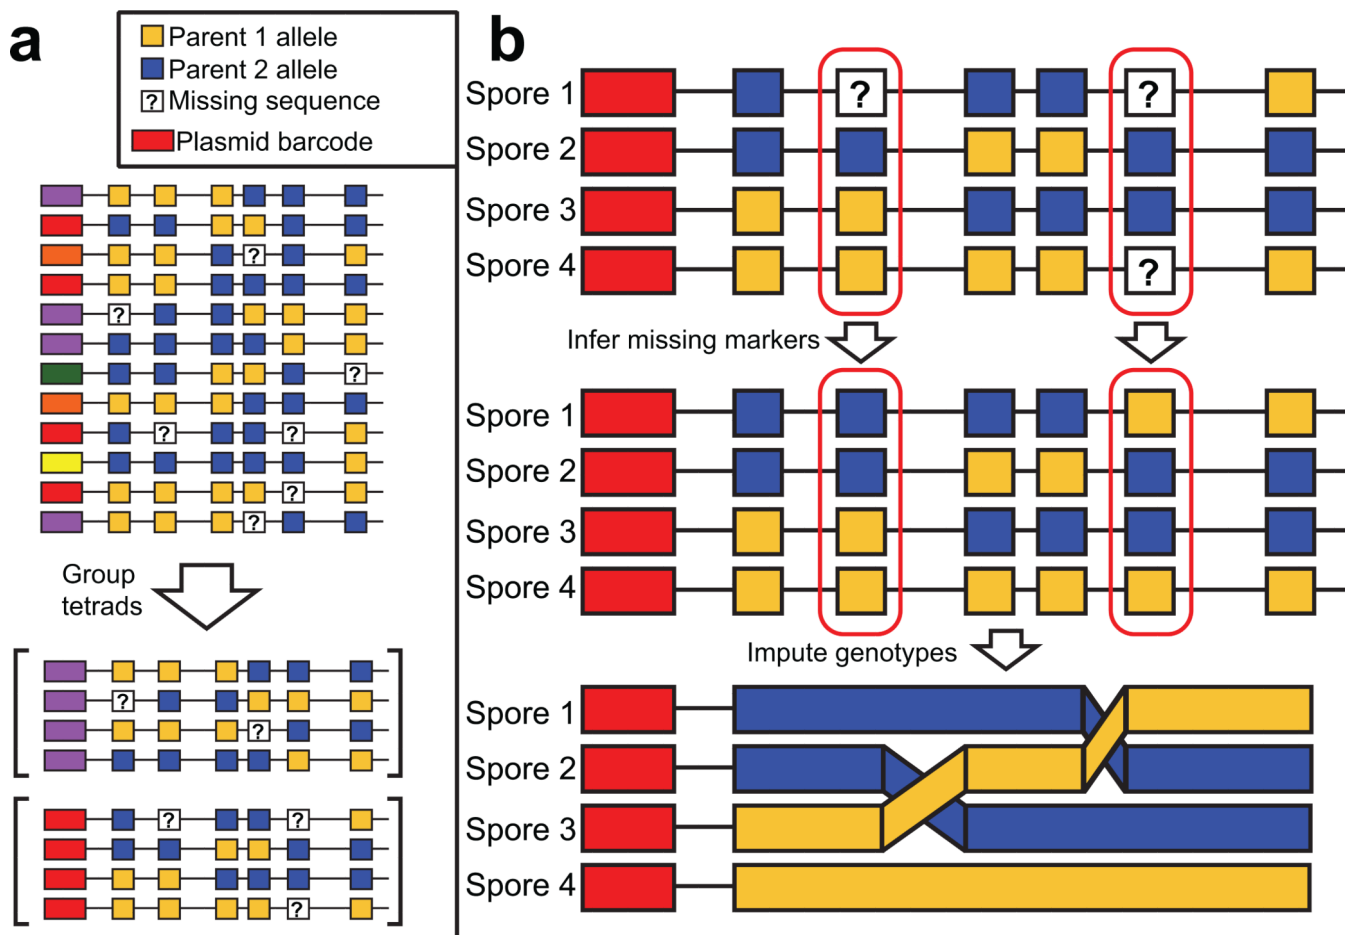 a
Parent 1 allele
Parent 2 allele
? Missing sequence
Plasmid barcode
?
?
?
?
? ?
?
?
Group
tetrads
?
?
? ?
?
b
Spore 1 ? ?
Spore 2
Spore 3
Spore 4 ?
Infer missing markers
Spore 1
Spore 2
Spore 3
Spore 4
Impute genotypes
Spore 1
Spore 2
Spore 3
Spore 4